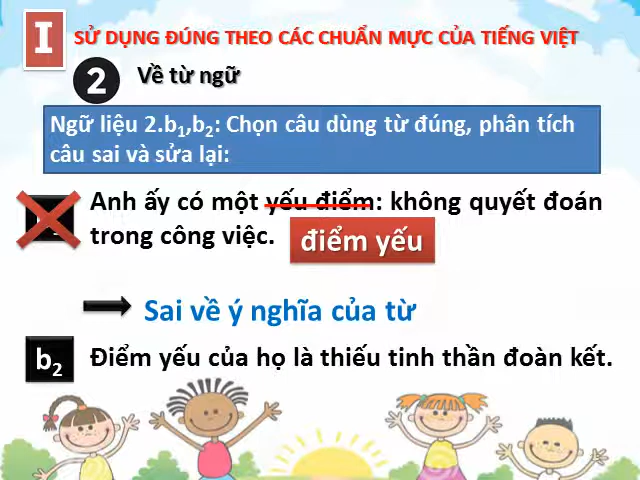 I SỬ DỤNG ĐÚNG THEO CÁC CHUẨN MỰC CỦA TIẾNG VIỆT
2 Về từ ngữ
Ngữ liệu 2.b1,b2: Chọn câu dùng từ đúng, phân tích
câu sai và sửa lại:
Anh ấy có một yếu điểm: không quyết đoán
trong công việc. điểm yếu
Sai về ý nghĩa của từ
b2 Điểm yếu của họ là thiếu tinh thần đoàn kết.